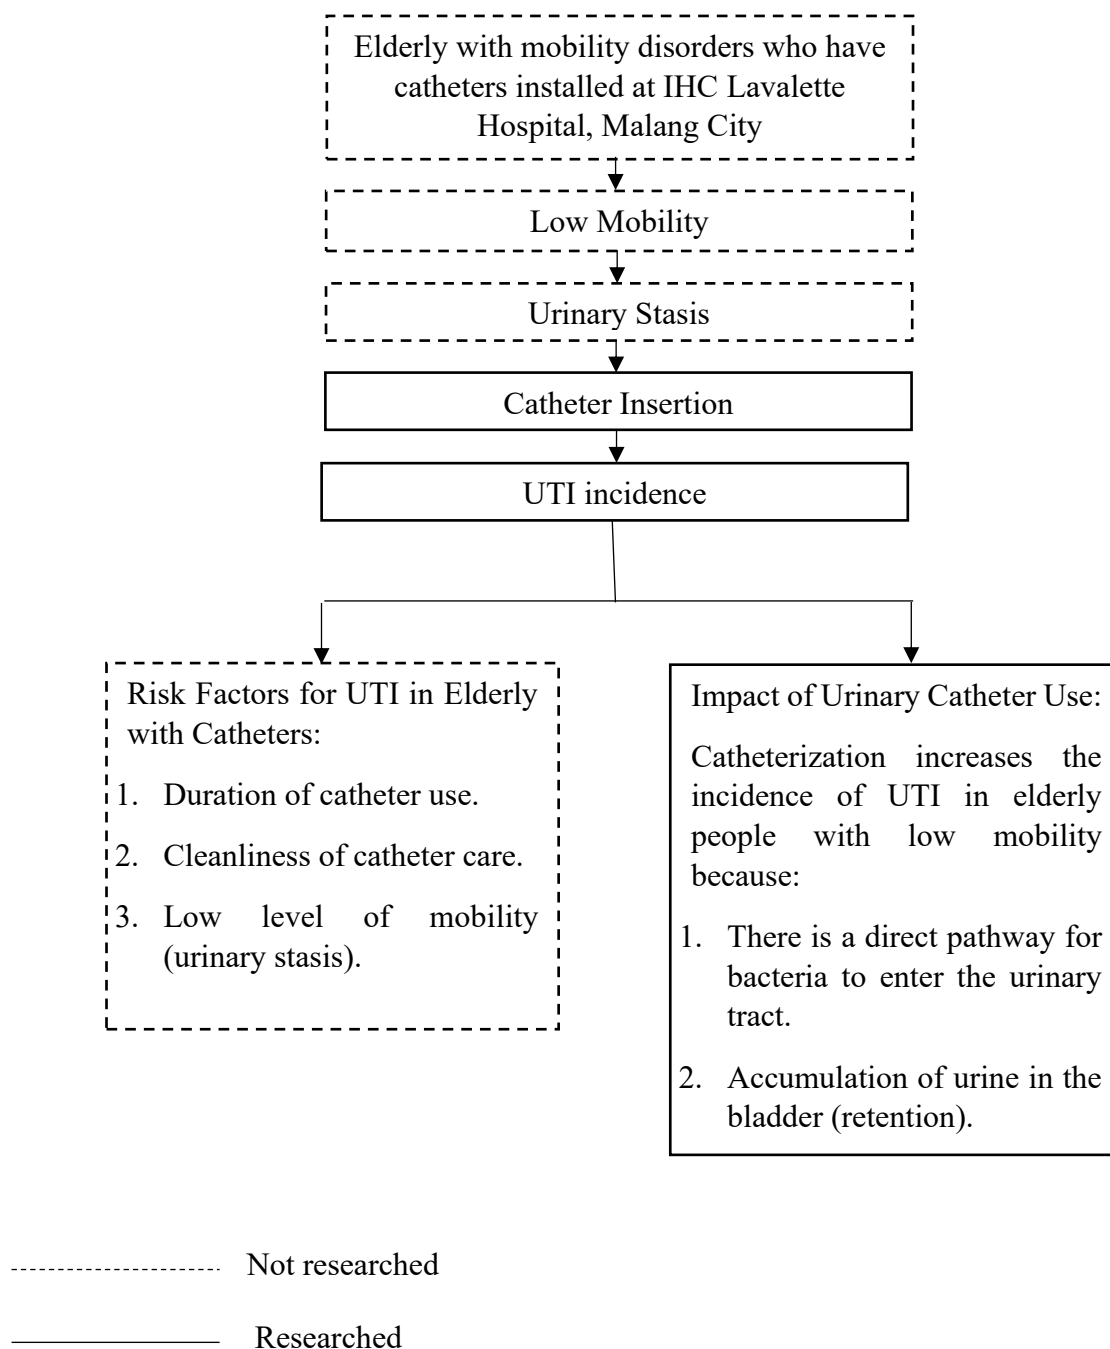 Elderly with mobility disorders who have
catheters installed at IHC Lavalette
Hospital, Malang City
Low Mobility
Urinary Stasis
Catheter Insertion
UTI incidence
Risk Factors for UTI in Elderly
with Catheters:
1. Duration of catheter use.
2. Cleanliness of catheter care.
3. Low level of mobility
(urinary stasis).
Impact of Urinary Catheter Use:
Catheterization increases the
incidence of UTI in elderly
people with low mobility
because:
1. There is a direct pathway for
bacteria to enter the urinary
tract.
2. Accumulation of urine in the
bladder (retention).
Not researched
Researched